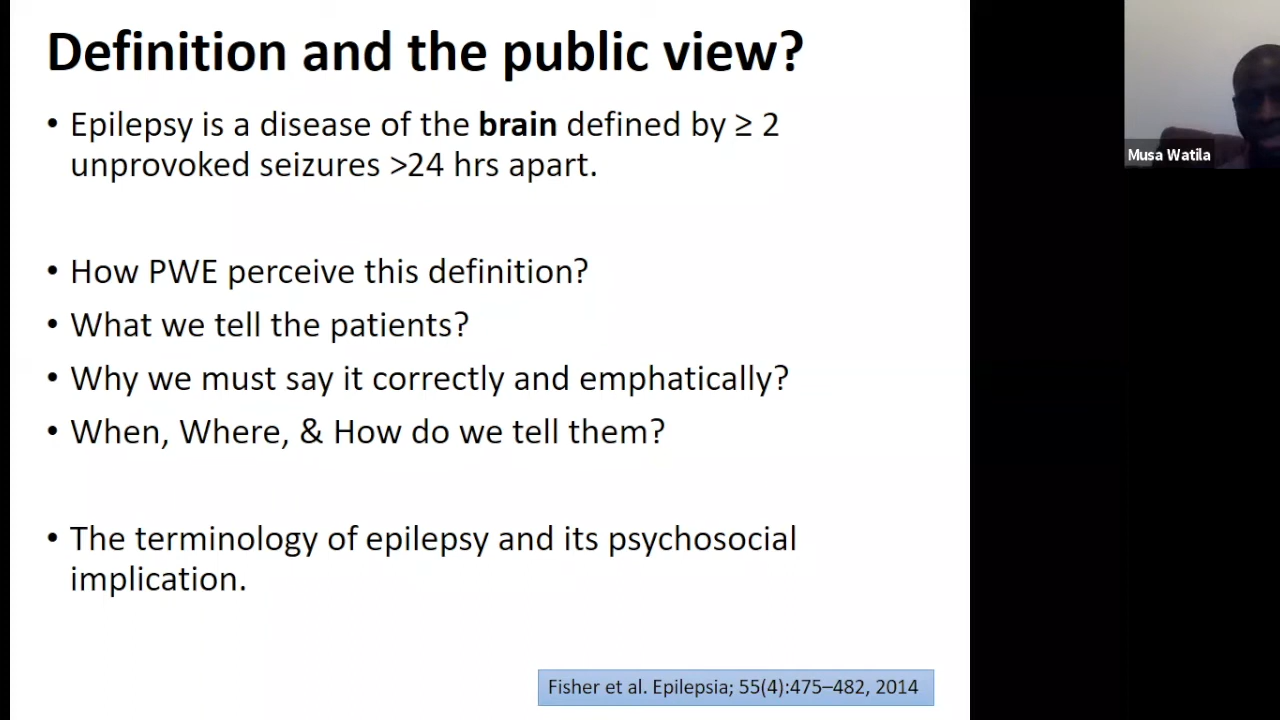 Definition and the public view?
• Epilepsy is a disease of the brain defined by ≥ 2
unprovoked seizures >24 hrs apart.
• How PWE perceive this definition?
• What we tell the patients?
• Why we must say it correctly and emphatically?
• When, Where, & How do we tell them?
• The terminology of epilepsy and its psychosocial
implication.
Fisher et al. Epilepsia; 55(4):475–482, 2014
Musa Watila